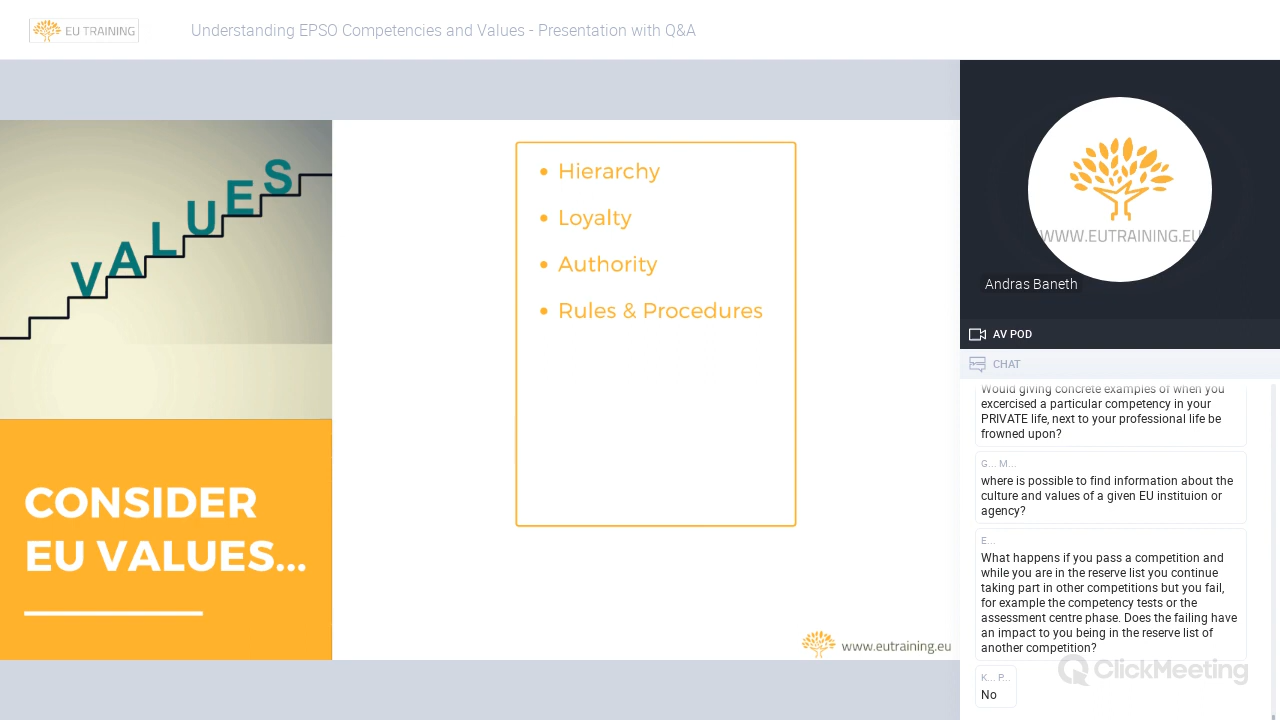 EU TRAINING
Understanding EPSO Competencies and Values - Presentation with Q&A
VALUES
CONSIDER
EU VALUES...
• Hierarchy
• Loyalty
• Authority
• Rules & Procedures
www.eutraining.eu
WWW.EUTRAINING.EU
Andras Baneth
AV POD
CHAT
Would giving concrete examples of when you
excercised a particular competency in your
PRIVATE life, next to your professional life be
frowned upon?
G... M...
where is possible to find information about the
culture and values of a given EU instituion or
agency?
E...
What happens if you pass a competition and
while you are in the reserve list you continue
taking part in other competitions but you fail,
for example the competency tests or the
assessment centre phase. Does the failing have
an impact to you being in the reserve list of
another competition?
ClickMeeting
K... P...
No